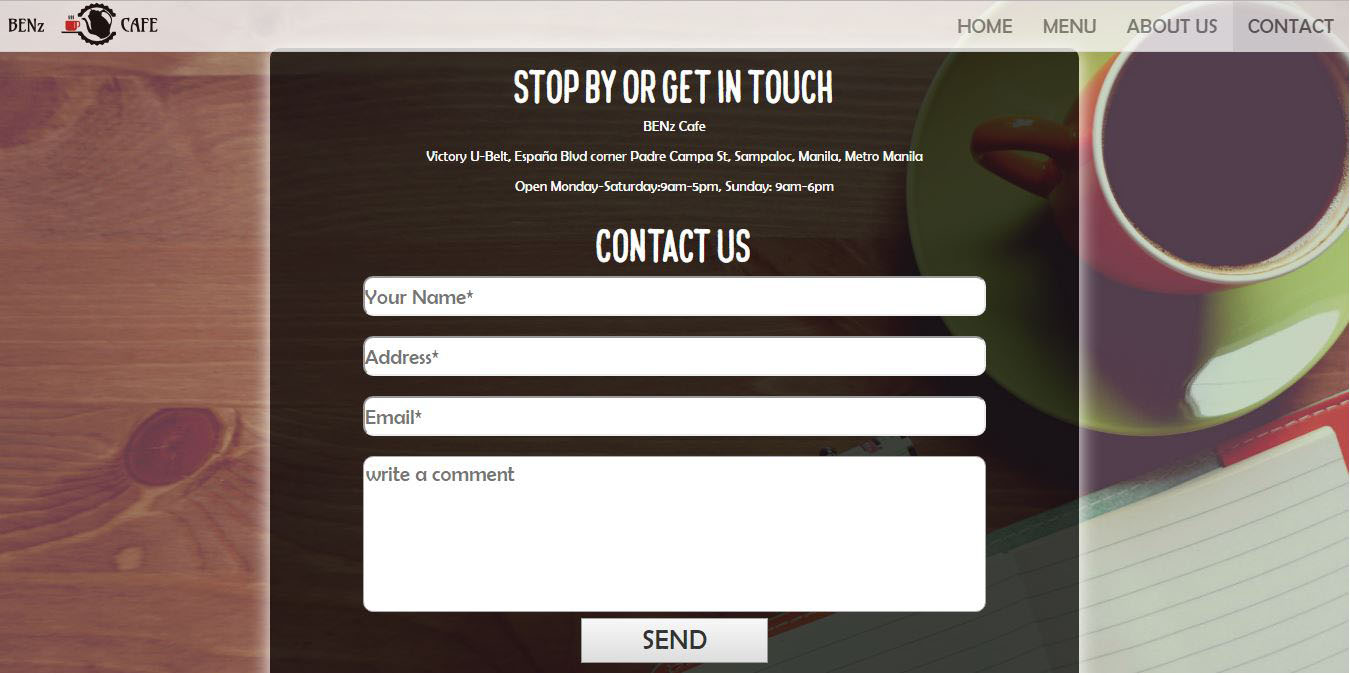 BENz CAFE
HOME MENU ABOUT US CONTACT
STOP BY OR GET IN TOUCH
BENz Cafe
Victory U-Belt, España Blvd corner Padre Campa St, Sampaloc, Manila, Metro Manila
Open Monday-Saturday:9am-5pm, Sunday: 9am-6pm
CONTACT US
Your Name*
Address*
Email*
write a comment
SEND